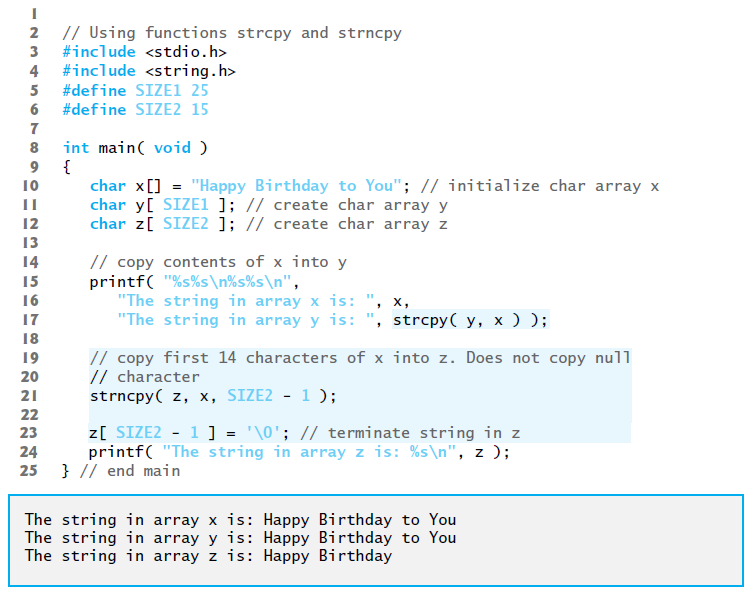 1
2 // Using functions strcpy and strncpy
3 #include <stdio.h>
4 #include <string.h>
5 #define SIZE1 25
6 #define SIZE2 15
7
8 int main( void )
9 {
10    char x[] = "Happy Birthday to You"; // initialize char array x
11    char y[ SIZE1 ]; // create char array y
12    char z[ SIZE2 ]; // create char array z
13
14    // copy contents of x into y
15    printf( "%s%s\n%s%s\n",
16       "The string in array x is: ", x,
17       "The string in array y is: ", strcpy( y, x ) );
18
19    // copy first 14 characters of x into z. Does not copy null
20    // character
21    strncpy( z, x, SIZE2 - 1 );
22
23    z[ SIZE2 - 1 ] = '\0'; // terminate string in z
24    printf( "The string in array z is: %s\n", z );
25 } // end main
The string in array x is: Happy Birthday to You
The string in array y is: Happy Birthday to You
The string in array z is: Happy Birthday